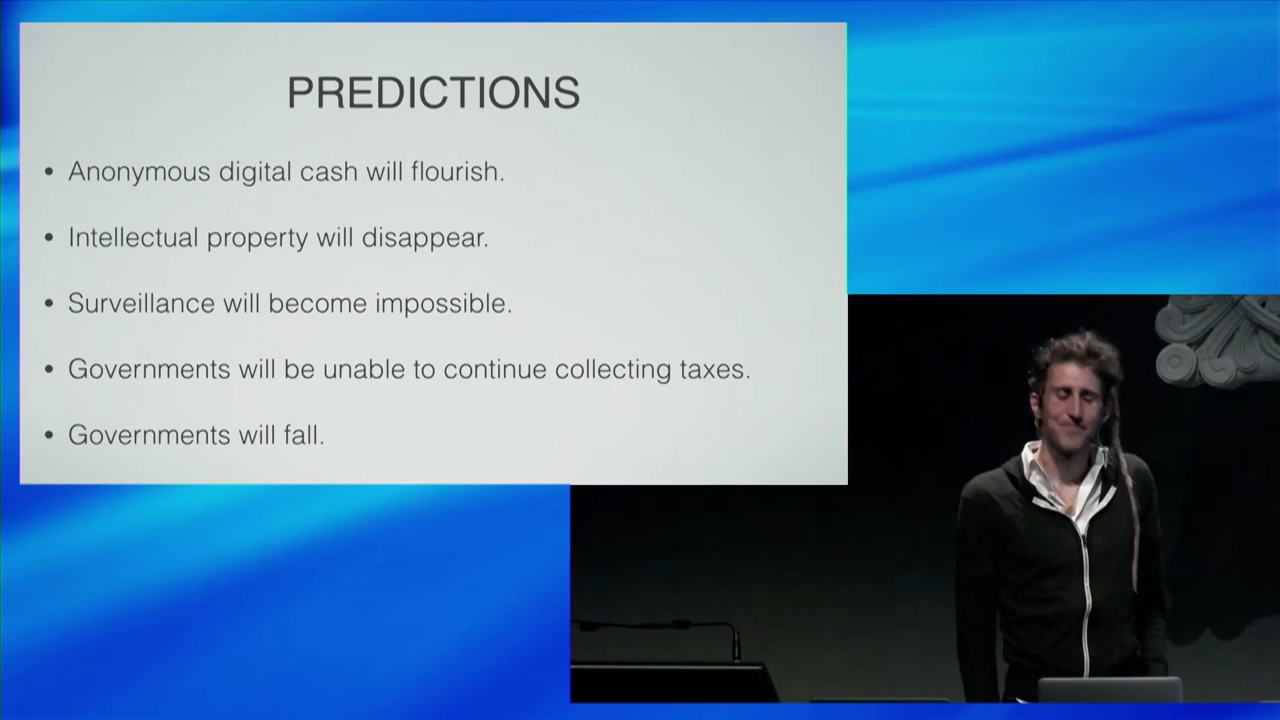 PREDICTIONS
• Anonymous digital cash will flourish.
• Intellectual property will disappear.
• Surveillance will become impossible.
• Governments will be unable to continue collecting taxes.
• Governments will fall.